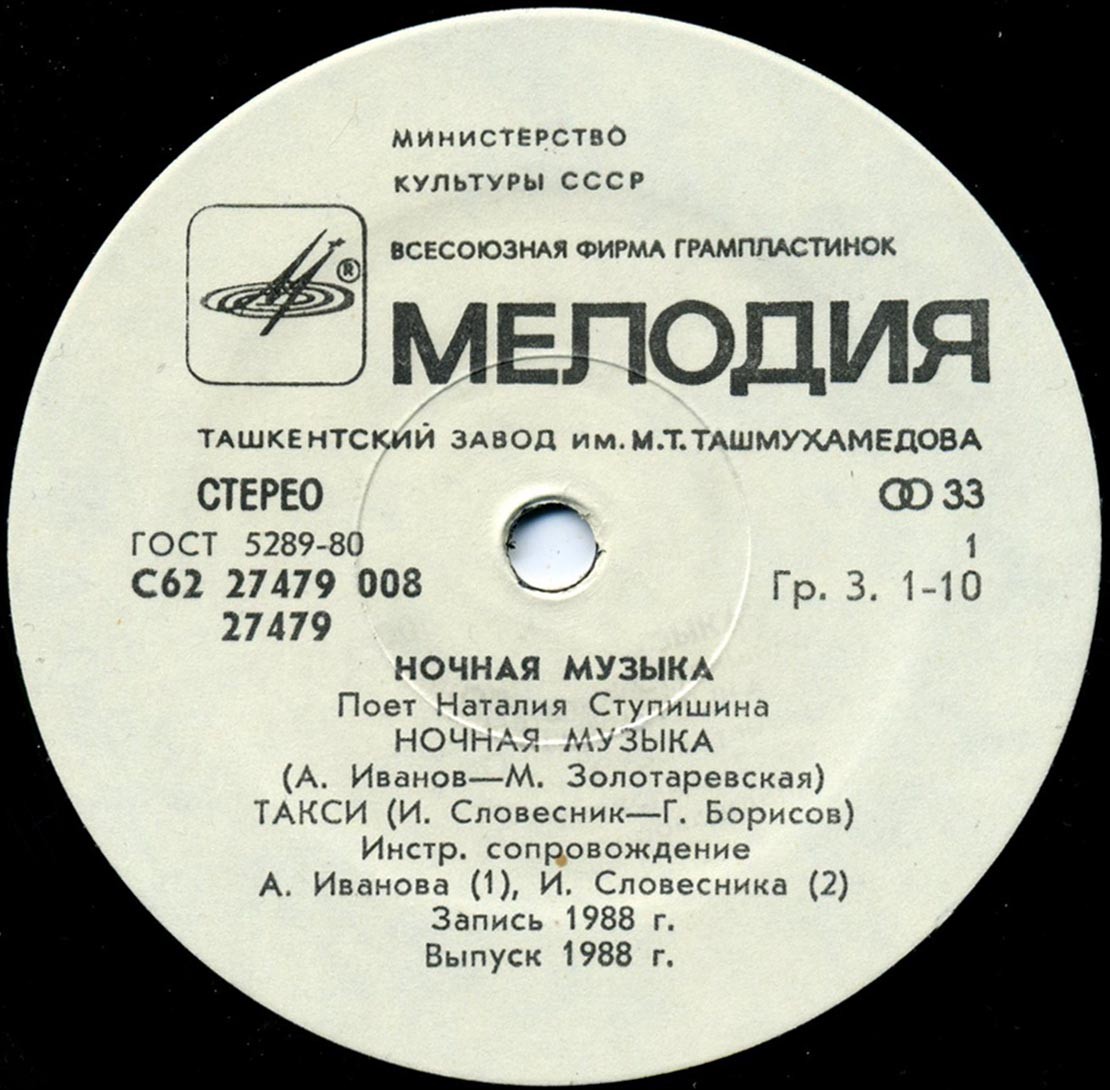 МИНИСТЕРСТВО
КУЛЬТУРЫ СССР
ВСЕСОЮЗНАЯ ФИРМА ГРАМПЛАСТИНОК
®
МЕЛОДИЯ
ТАШКЕНТСКИЙ ЗАВОД им. М.Т. ТАШМУХАМЕДОВА
СТЕРЕО 33
ГОСТ 5289-80 1
С62 27479 008 Гр. 3. 1-10
27479
НОЧНАЯ МУЗЫКА
Поет Наталия Ступишина
НОЧНАЯ МУЗЫКА
(А. Иванов—М. Золотаревская)
ТАКСИ (И. Словесник—Г. Борисов)
Инстр. сопровождение
А. Иванова (1), И. Словесника (2)
Запись 1988 г.
Выпуск 1988 г.